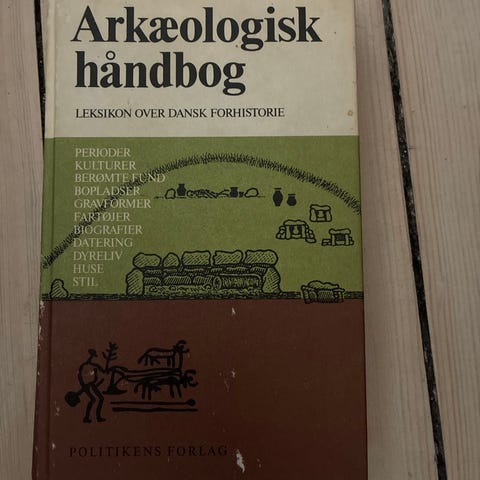 Arkæologisk
håndbog
LEKSIKON OVER DANSK FORHISTORIE
PERIODER
KULTURER
BERØMTE FUND
BOPLADSER
GRAVFORMER
FARTØJER
BIOGRAFIER
DATERING
DYRELIV
HUSE
STIL
POLITIKENS FORLAG